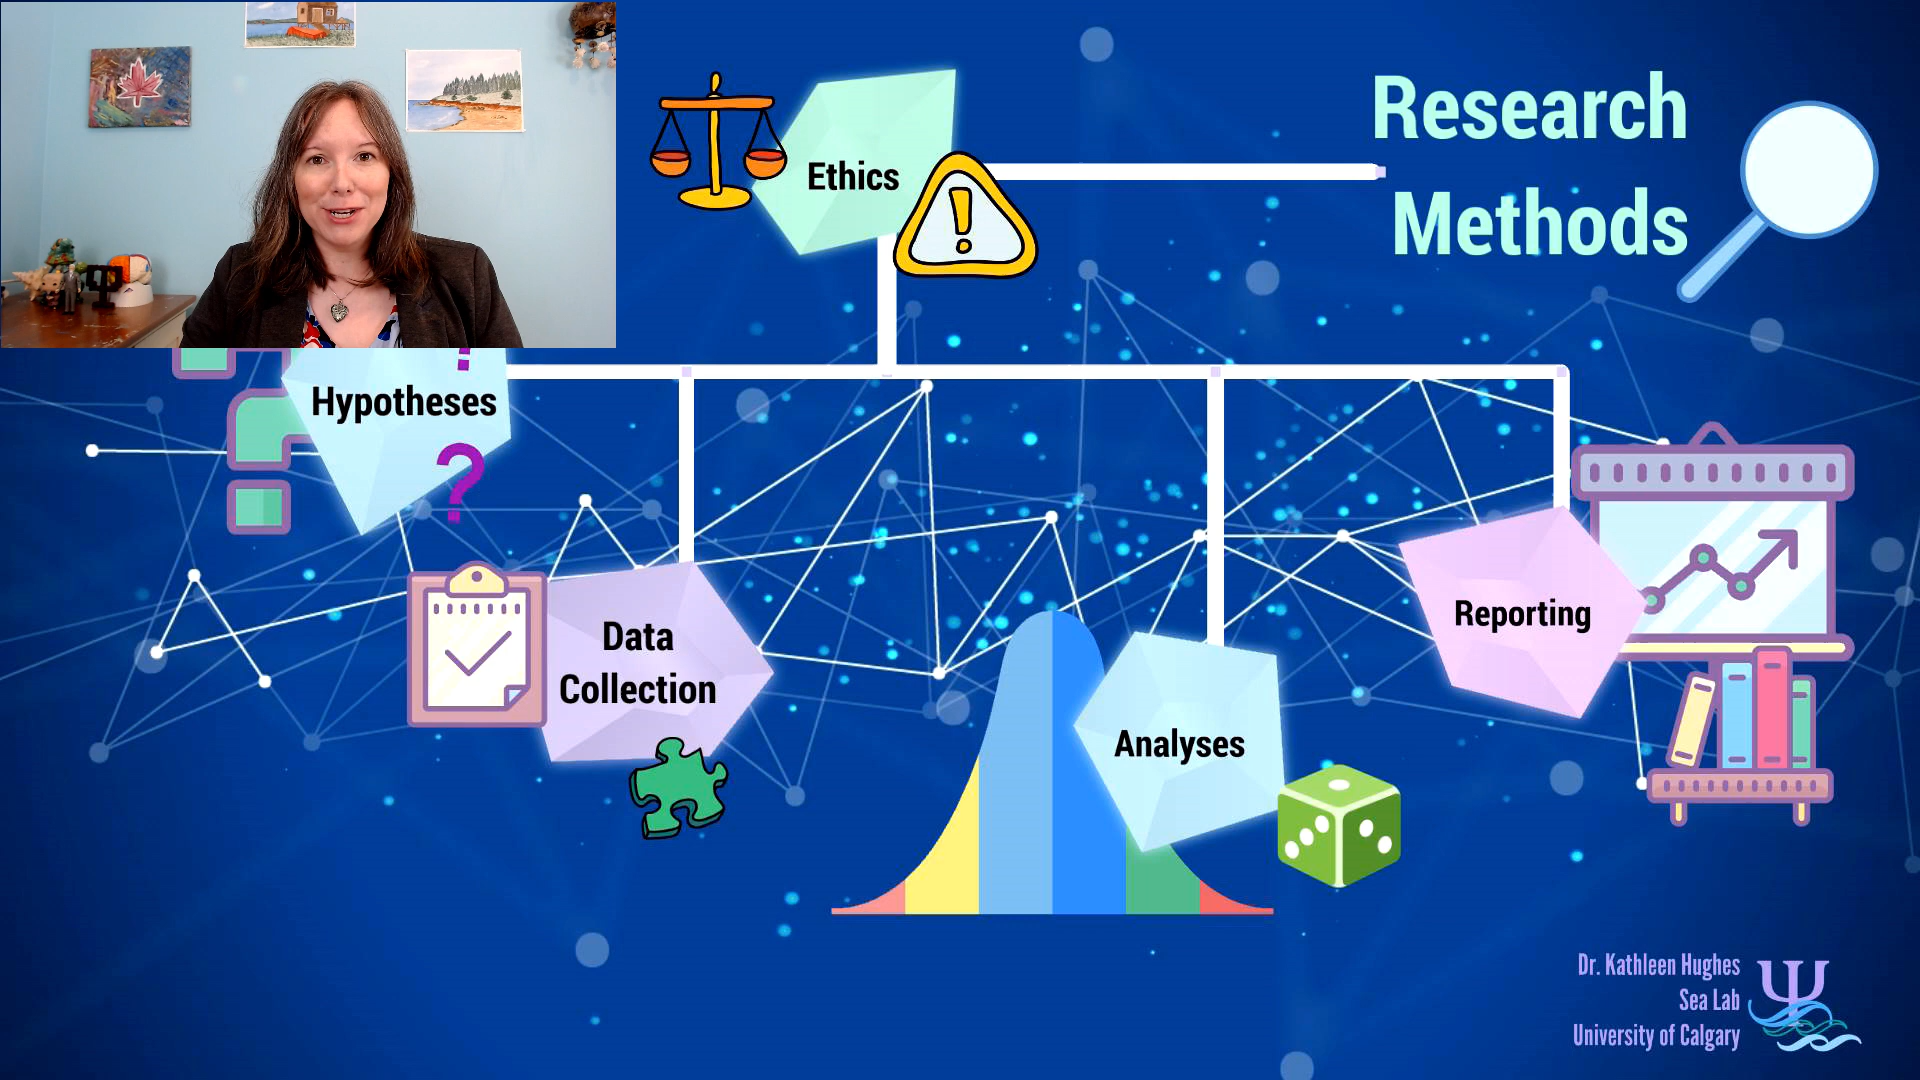 Research
Methods
Ethics
Hypotheses
Data
Collection
Analyses
Reporting
Dr. Kathleen Hughes
Sea Lab
University of Calgary